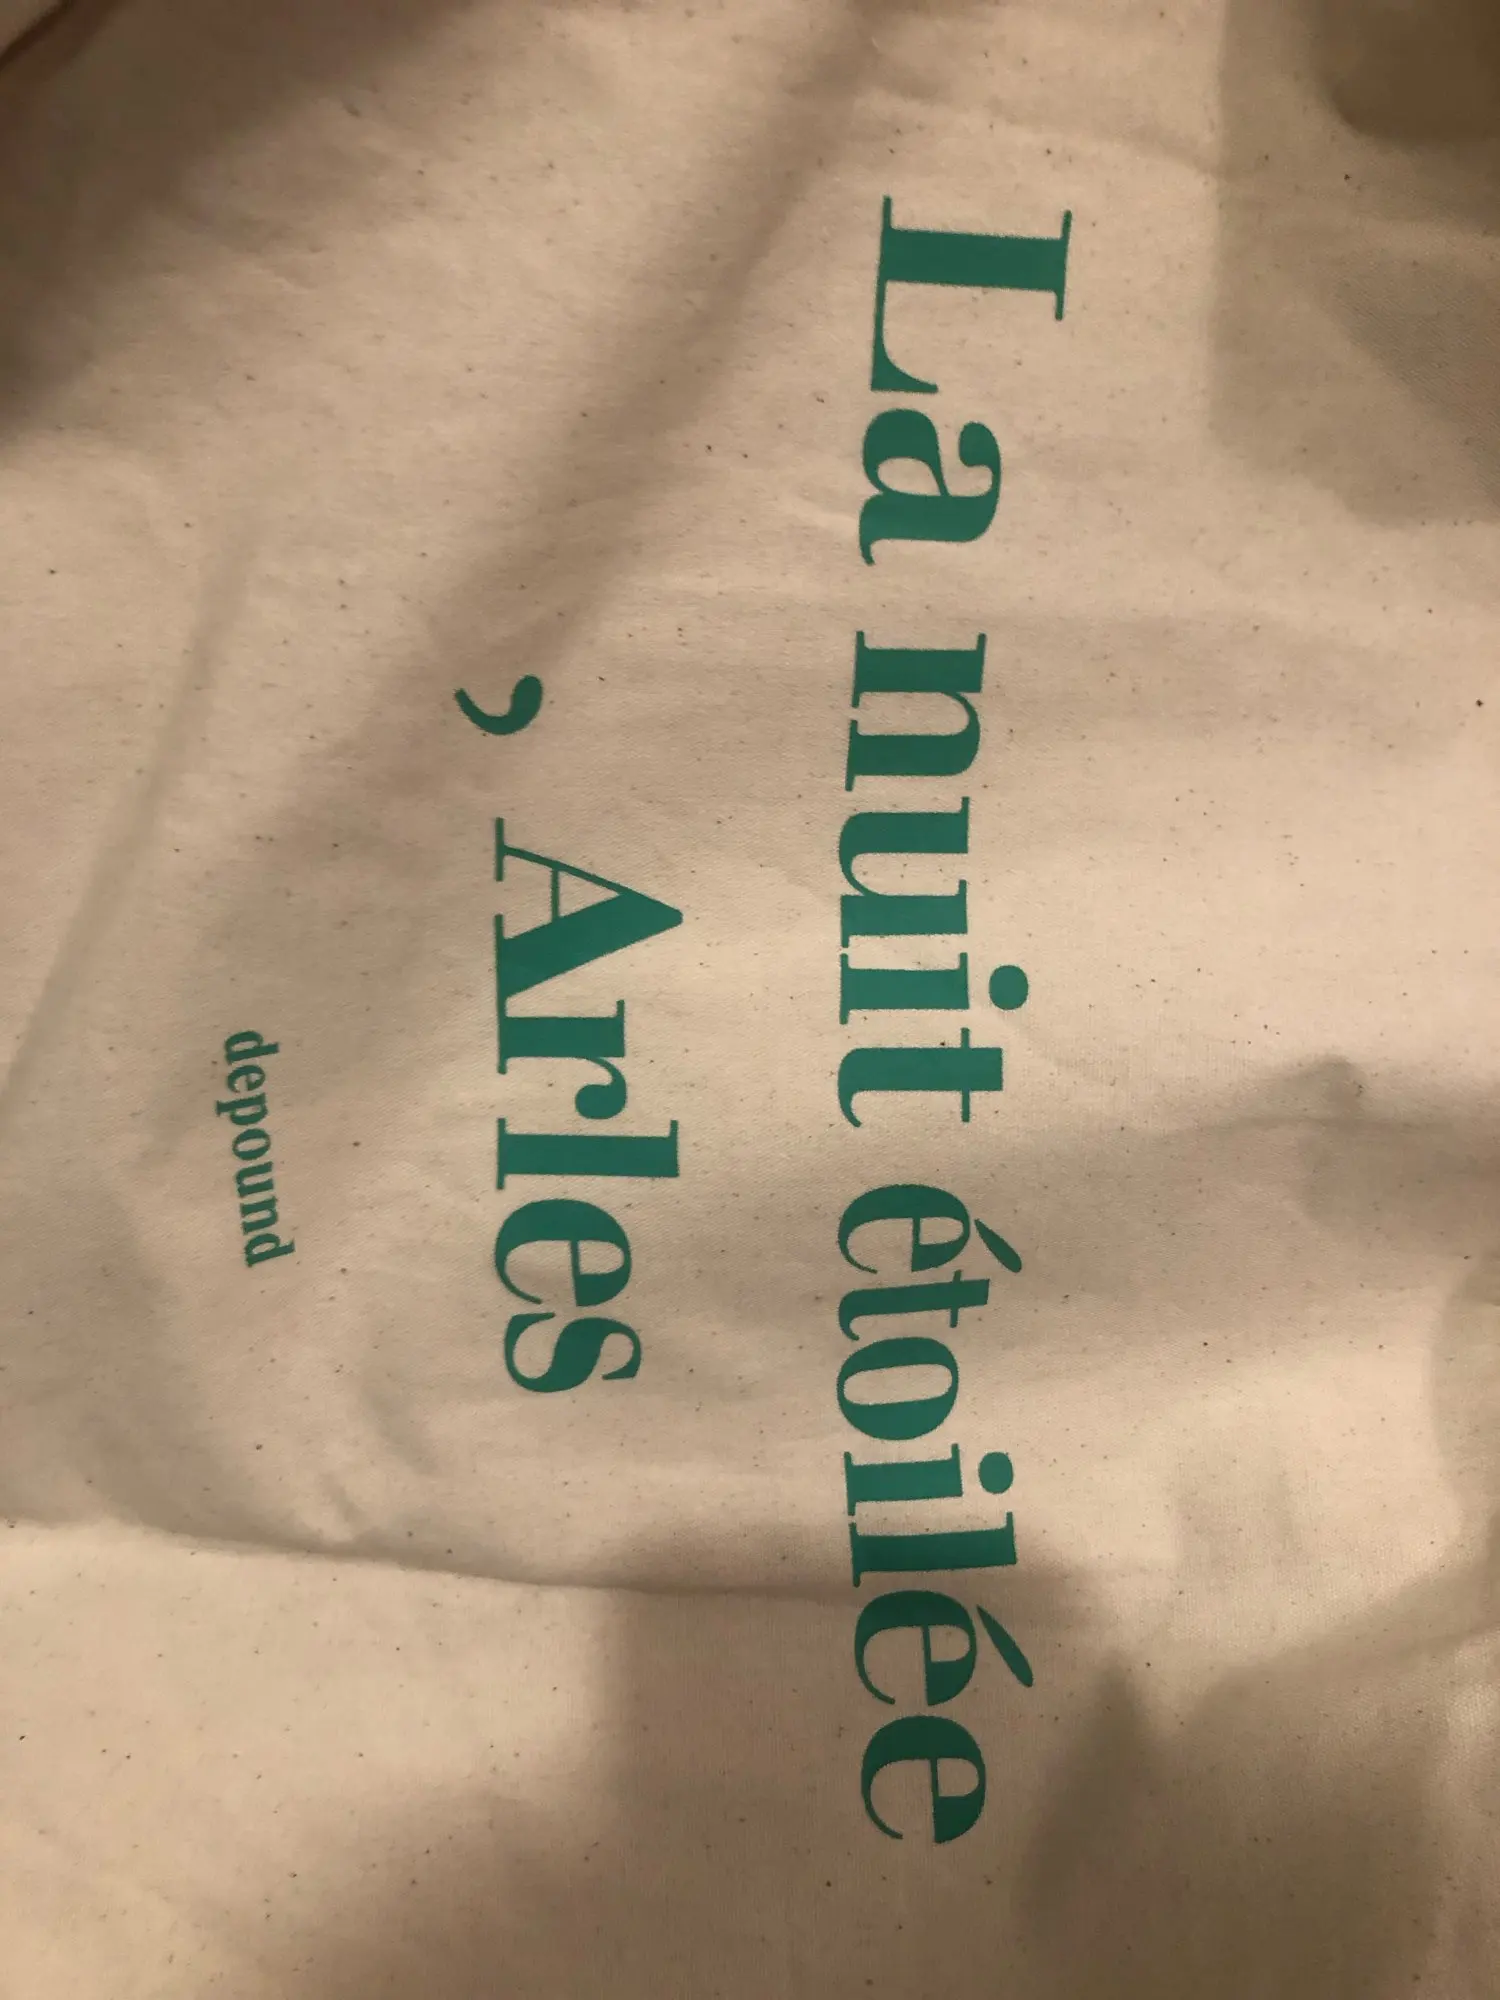 La nuit étoilée
, Arles
depound